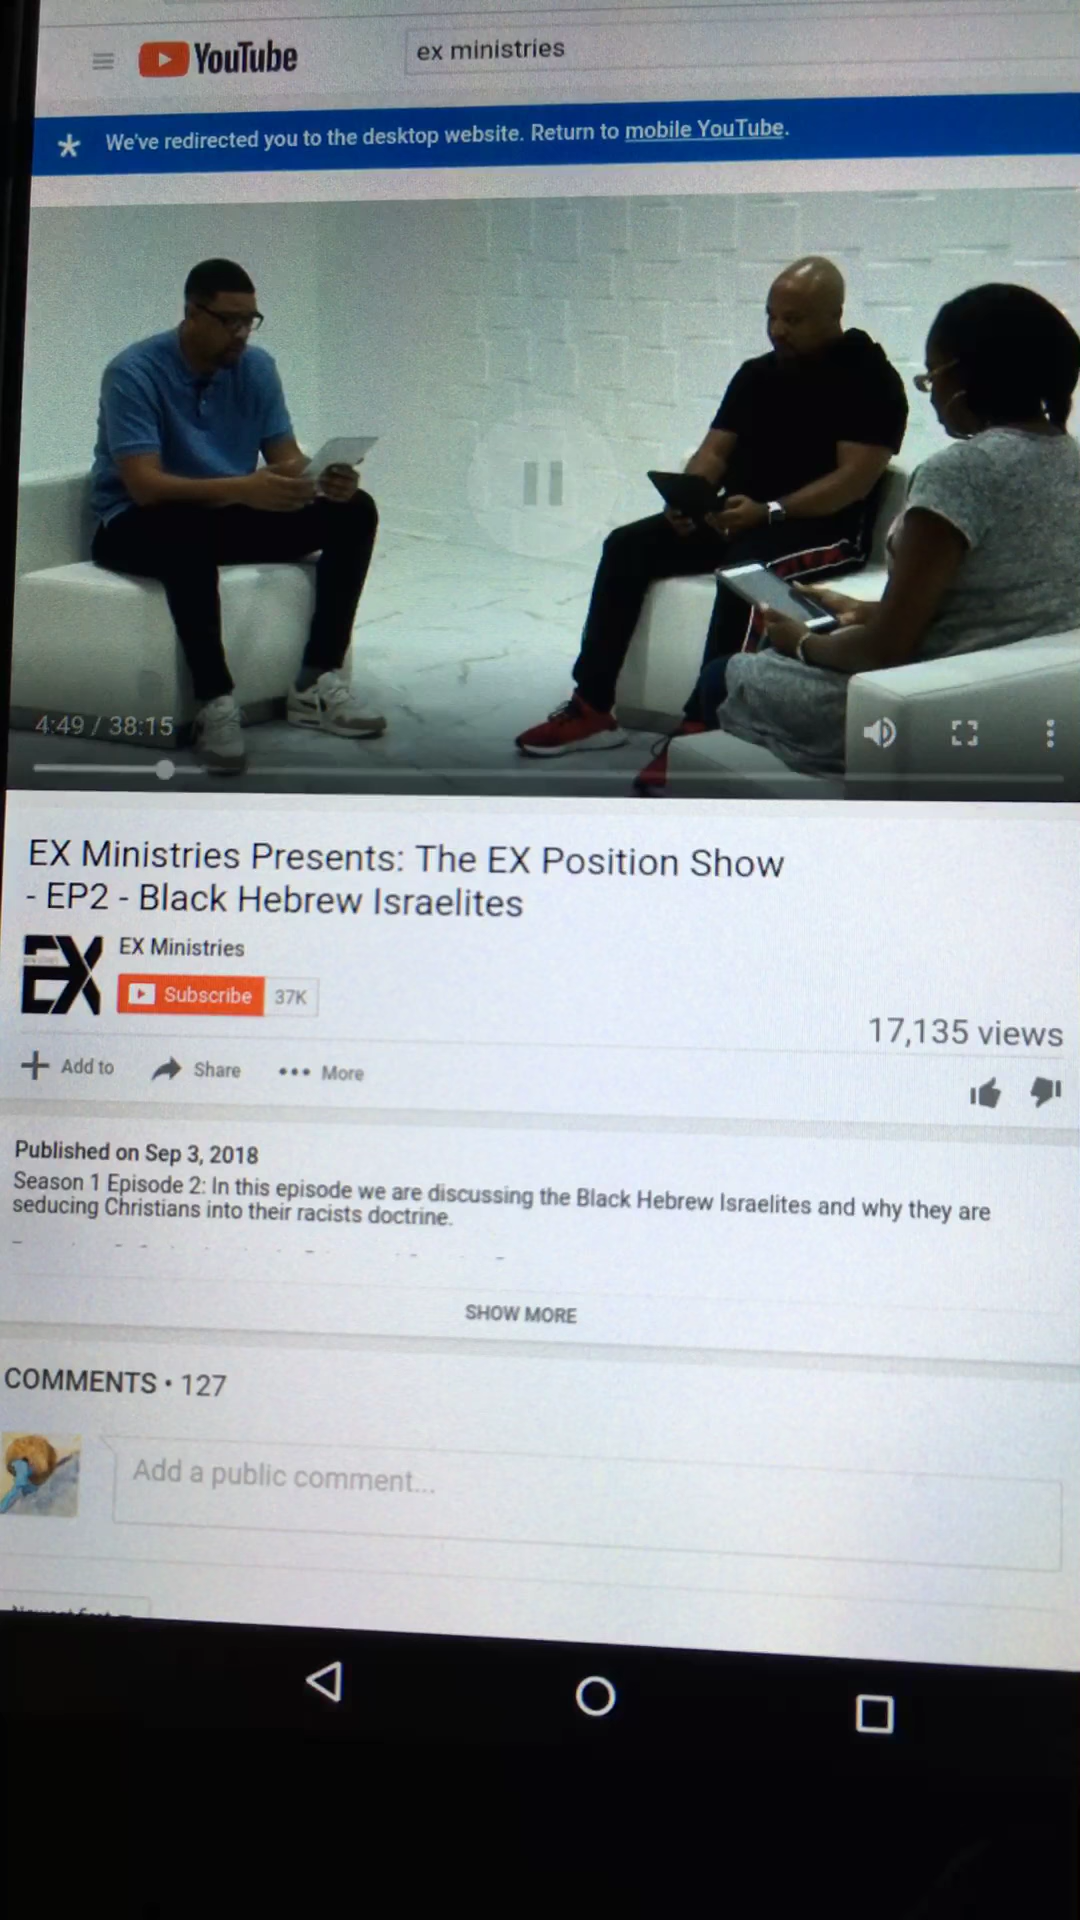 YouTube
ex ministries
We've redirected you to the desktop website. Return to mobile YouTube.
4:49 / 38:15
EX Ministries Presents: The EX Position Show
- EP2 - Black Hebrew Israelites
EX
EX Ministries
Subscribe 37K
17,135 views
Add to Share More
Published on Sep 3, 2018
Season 1 Episode 2: In this episode we are discussing the Black Hebrew Israelites and why they are
seducing Christians into their racists doctrine.
SHOW MORE
COMMENTS • 127
Add a public comment...